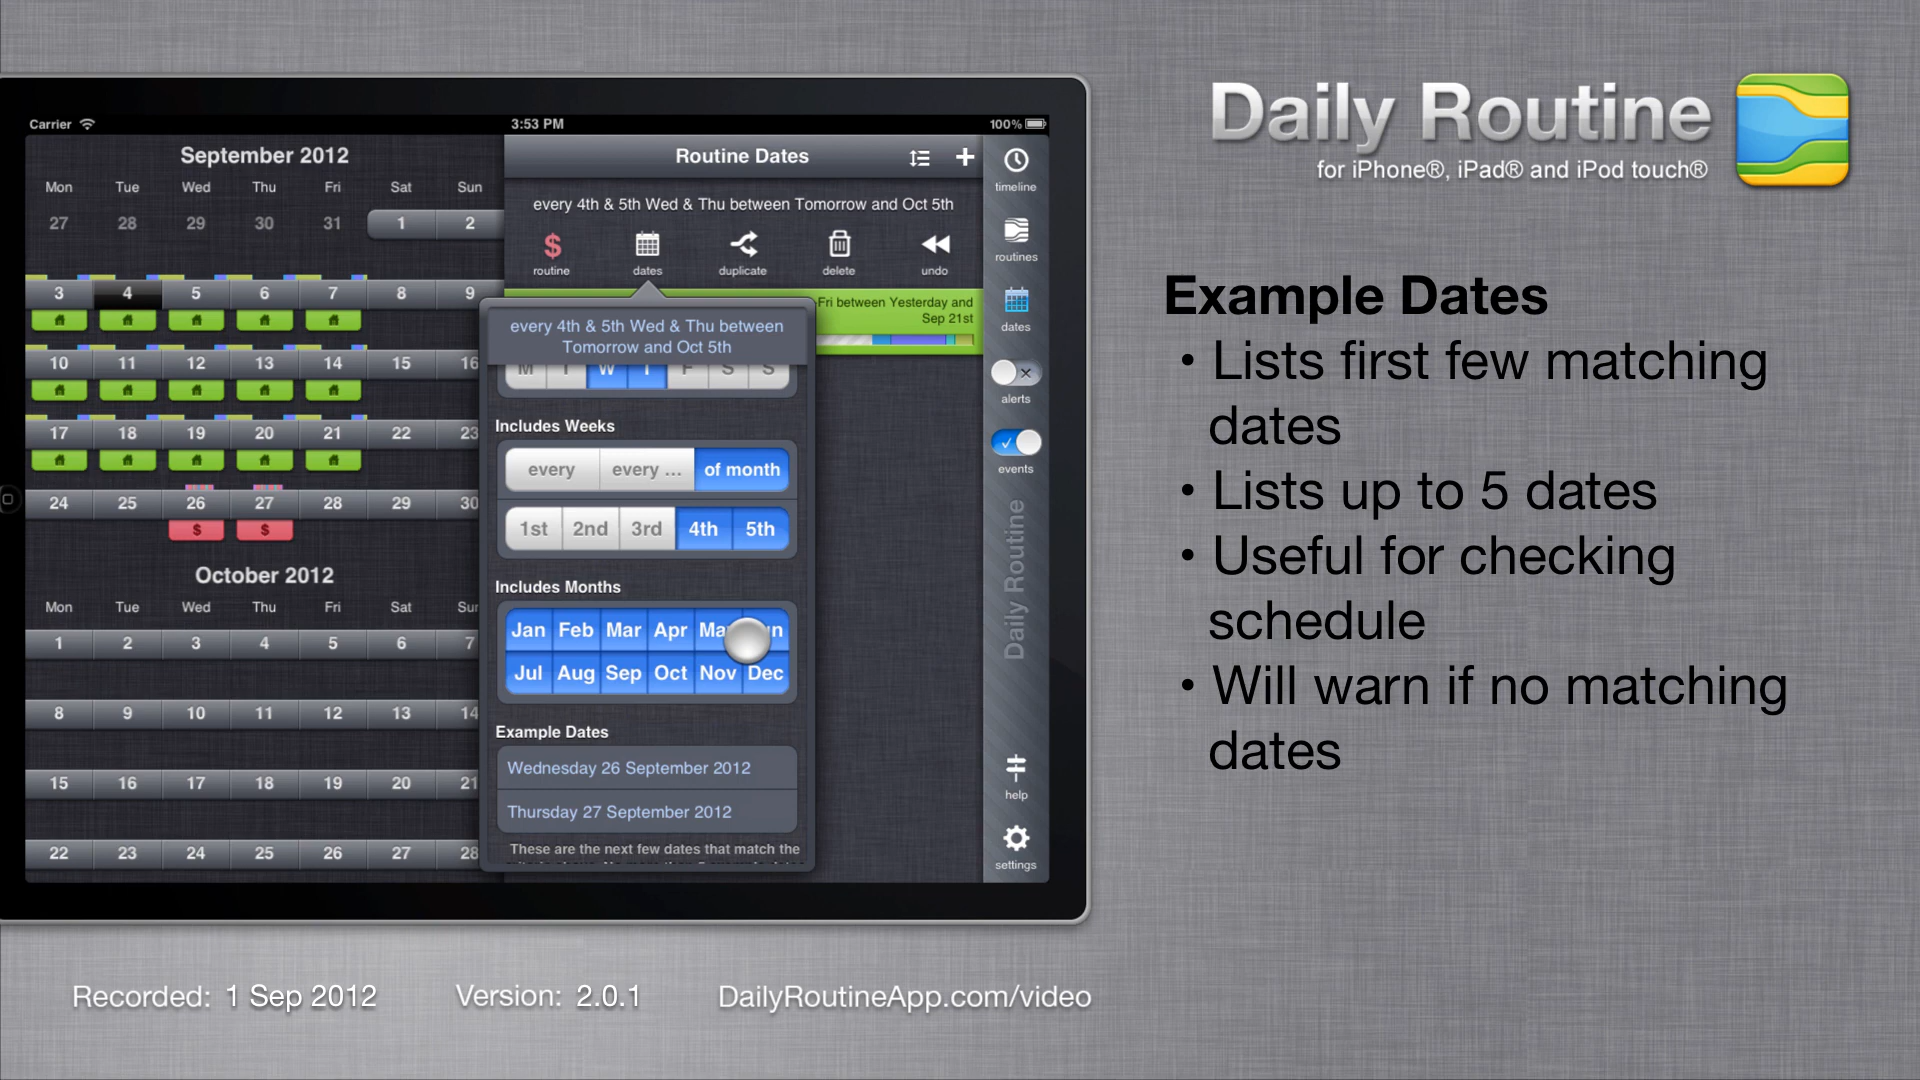 Carrier
3:53 PM
100%
September 2012
Mon Tue Wed Thu Fri Sat Sun
27 28 29 30 31 1 2
3 4 5 6 7 8 9
10 11 12 13 14 15 16
17 18 19 20 21 22 23
24 25 26 27 28 29 30
$ $
October 2012
Mon Tue Wed Thu Fri Sat Sun
1 2 3 4 5 6 7
8 9 10 11 12 13 14
15 16 17 18 19 20 21
22 23 24 25 26 27 28
Routine Dates
every 4th & 5th Wed & Thu between Tomorrow and Oct 5th
$
routine dates duplicate delete undo
-Fri between Yesterday and
Sep 21st
every 4th & 5th Wed & Thu between
Tomorrow and Oct 5th
M T W T F S S
Includes Weeks
every every ... of month
1st 2nd 3rd 4th 5th
Includes Months
Jan Feb Mar Apr
Jul Aug Sep Oct Nov Dec
Example Dates
Wednesday 26 September 2012
Thursday 27 September 2012
These are the next few dates that match the
timeline
routines
dates
alerts
events
Daily Routine
help
settings
Daily Routine
for iPhone®, iPad® and iPod touch®
Example Dates
• Lists first few matching
dates
• Lists up to 5 dates
• Useful for checking
schedule
• Will warn if no matching
dates
Recorded: 1 Sep 2012
Version: 2.0.1
DailyRoutineApp.com/video